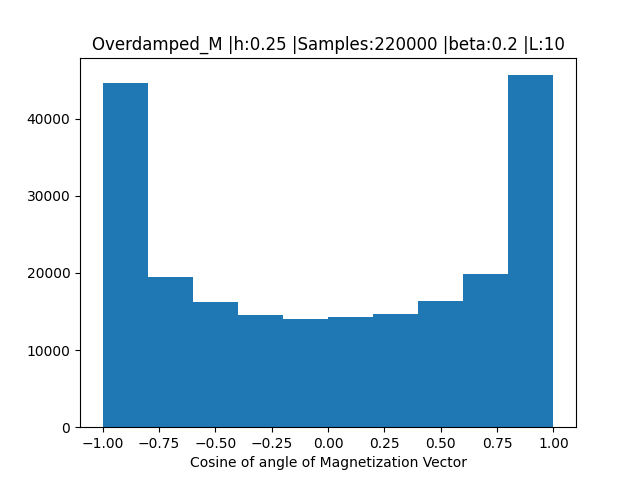 Overdamped_M |h:0.25 |Samples:220000 |beta:0.2 |L:10
40000
30000
20000
10000
0
−1.00 −0.75 −0.50 −0.25 0.00 0.25 0.50 0.75 1.00
Cosine of angle of Magnetization Vector